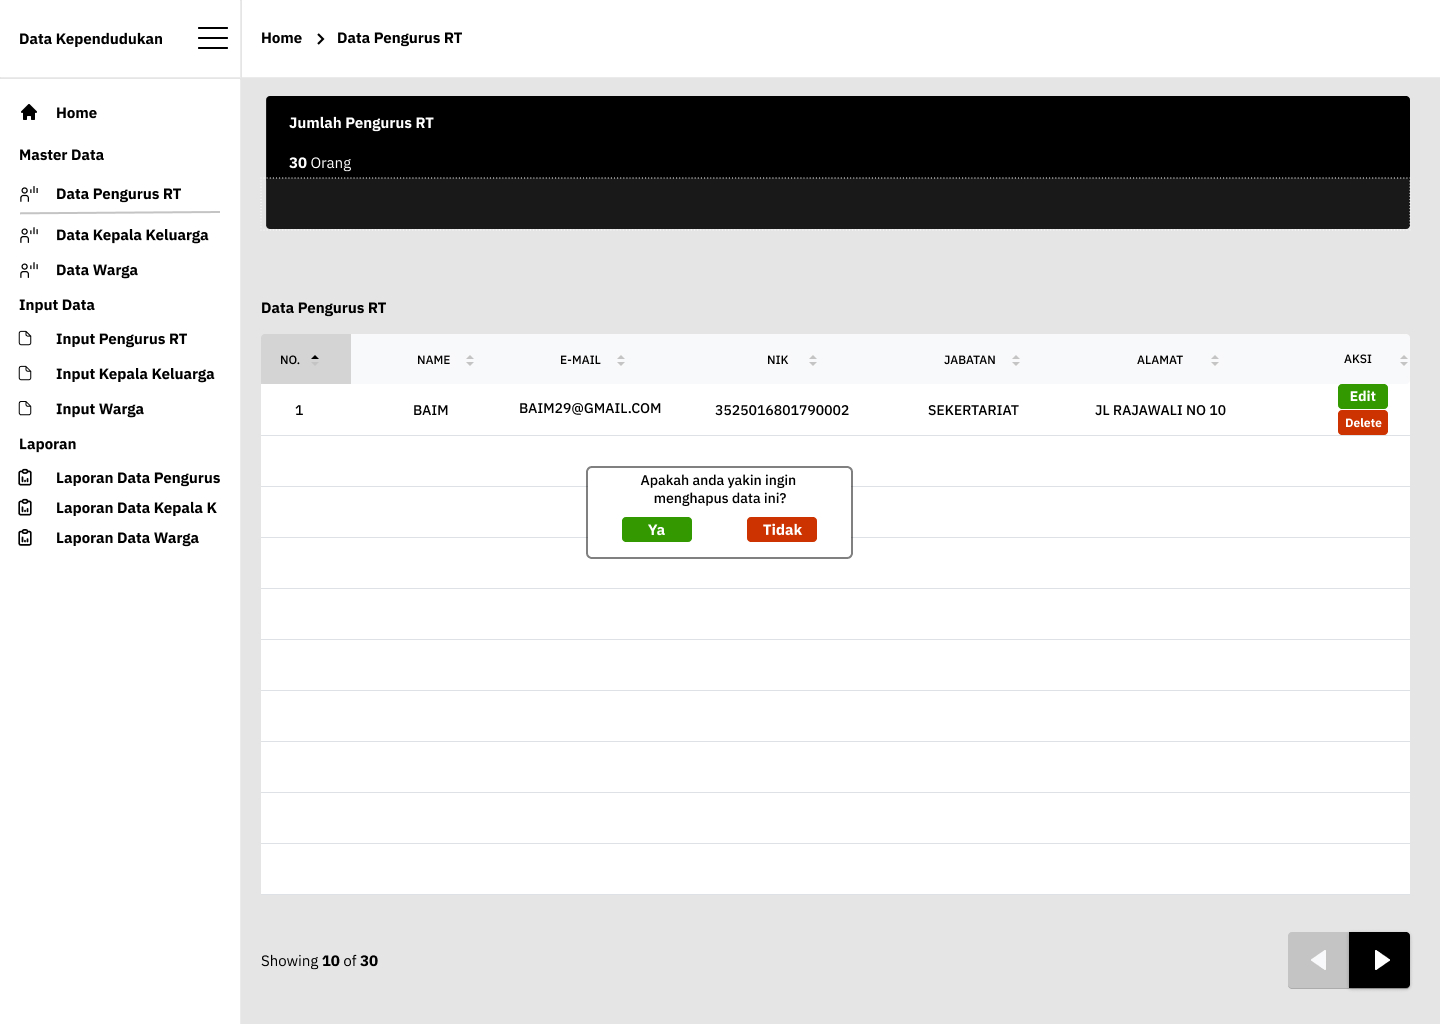 Data Kependudukan
Home
Data Pengurus RT
Home
Master Data
Data Pengurus RT
Data Kepala Keluarga
Data Warga
Input Data
Input Pengurus RT
Input Kepala Keluarga
Input Warga
Laporan
Laporan Data Pengurus
Laporan Data Kepala K
Laporan Data Warga
Jumlah Pengurus RT
30 Orang
Data Pengurus RT
NO. NAME E-MAIL NIK JABATAN ALAMAT AKSI
1 BAIM BAIM29@GMAIL.COM 3525016801790002 SEKERTARIAT JL RAJAWALI NO 10
Edit
Delete
Apakah anda yakin ingin
menghapus data ini?
Ya Tidak
Showing 10 of 30